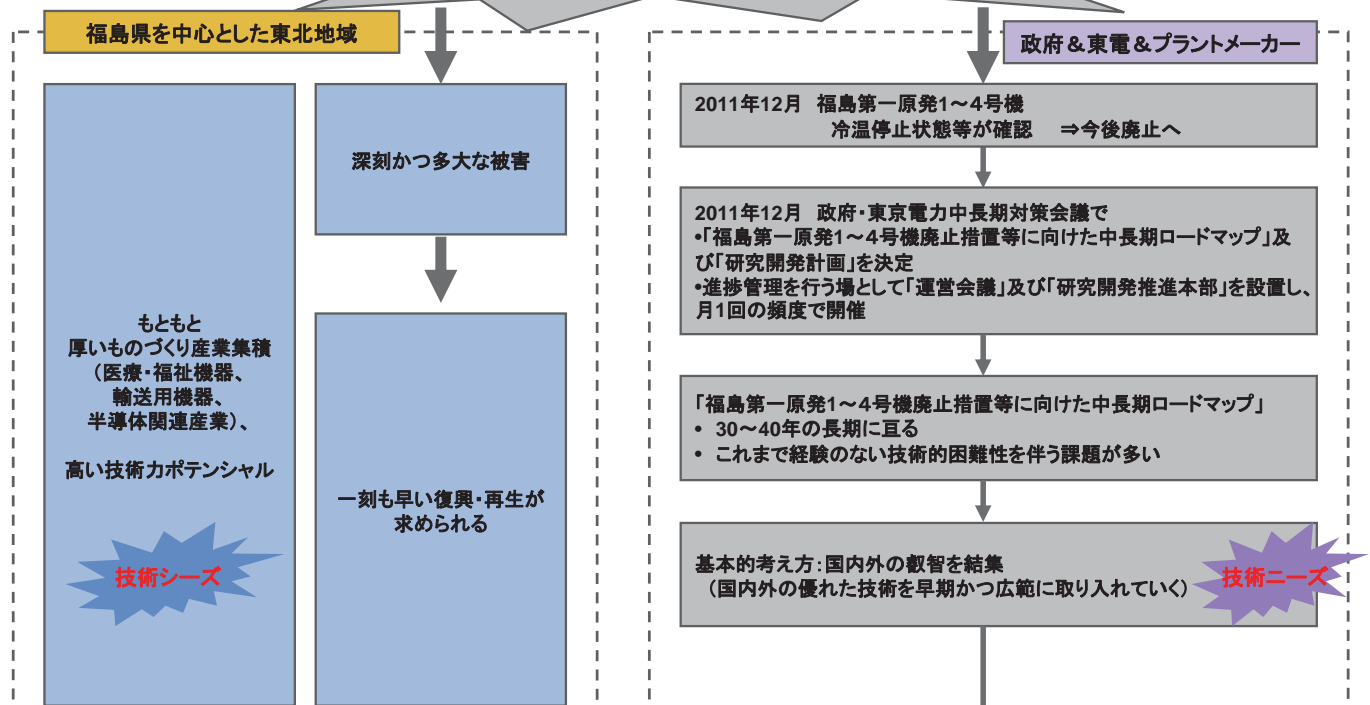 福島県を中心とした東北地域
もともと
厚いものづくり産業集積
（医療・福祉機器、
輸送用機器、
半導体関連産業）、
高い技術力ポテンシャル
技術シーズ
深刻かつ多大な被害
一刻も早い復興・再生が
求められる
政府＆東電＆プラントメーカー
2011年12月　福島第一原発1～4号機
冷温停止状態等が確認　⇒今後廃止へ
2011年12月　政府・東京電力中長期対策会議で
•「福島第一原発1～4号機廃止措置等に向けた中長期ロードマップ」及
び「研究開発計画」を決定
•進捗管理を行う場として「運営会議」及び「研究開発推進本部」を設置し、
月1回の頻度で開催
「福島第一原発1～4号機廃止措置等に向けた中長期ロードマップ」
• 30～40年の長期に亘る
• これまで経験のない技術的困難性を伴う課題が多い
基本的考え方：国内外の叡智を結集
（国内外の優れた技術を早期かつ広範に取り入れていく）
技術ニーズ